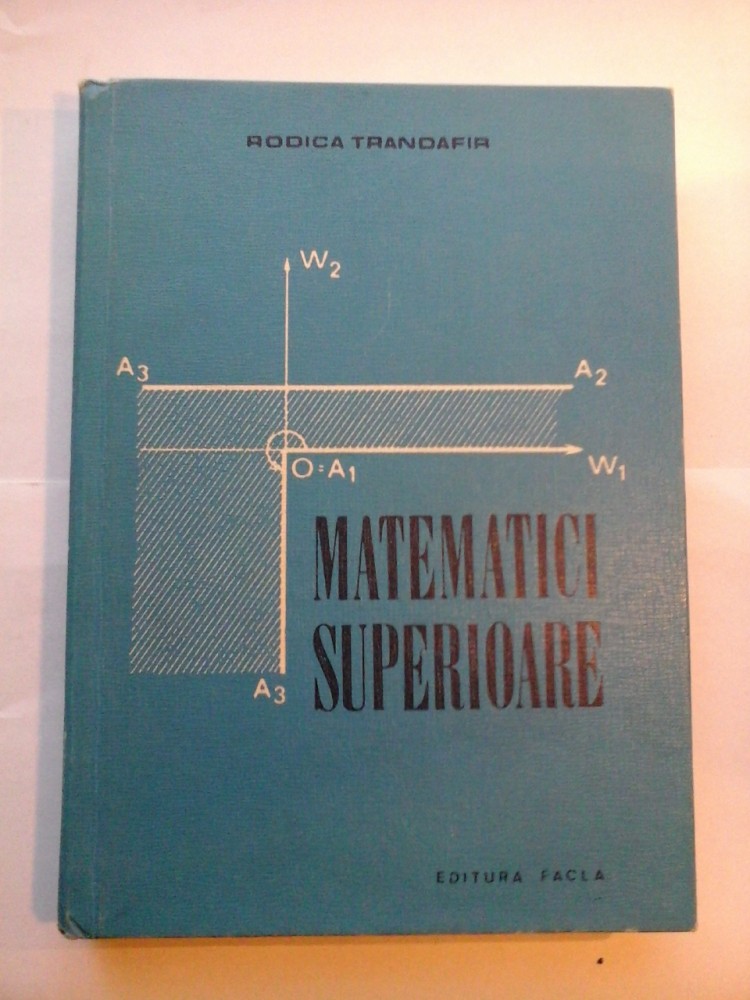 RODICA TRANDAFIR
W2
A3
A2
O=A1
W1
MATEMATICI
SUPERIOARE
A3
EDITURA FACLA